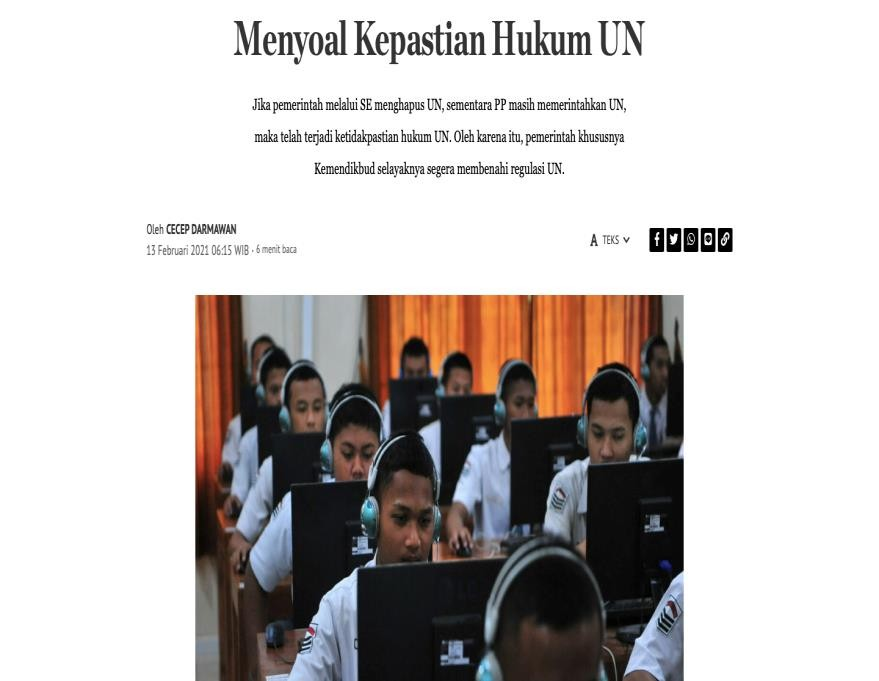 Menyoal Kepastian Hukum UN
Jika pemerintah melalui SE menghapus UN, sementara PP masih memerintahkan UN,
maka telah terjadi ketidakpastian hukum UN. Oleh karena itu, pemerintah khususnya
Kemendikbud selayaknya segera membenahi regulasi UN.
Oleh CECEP DARMAWAN
13 Februari 2021 06:15 WIB · 6 menit baca
A TEKS
LG